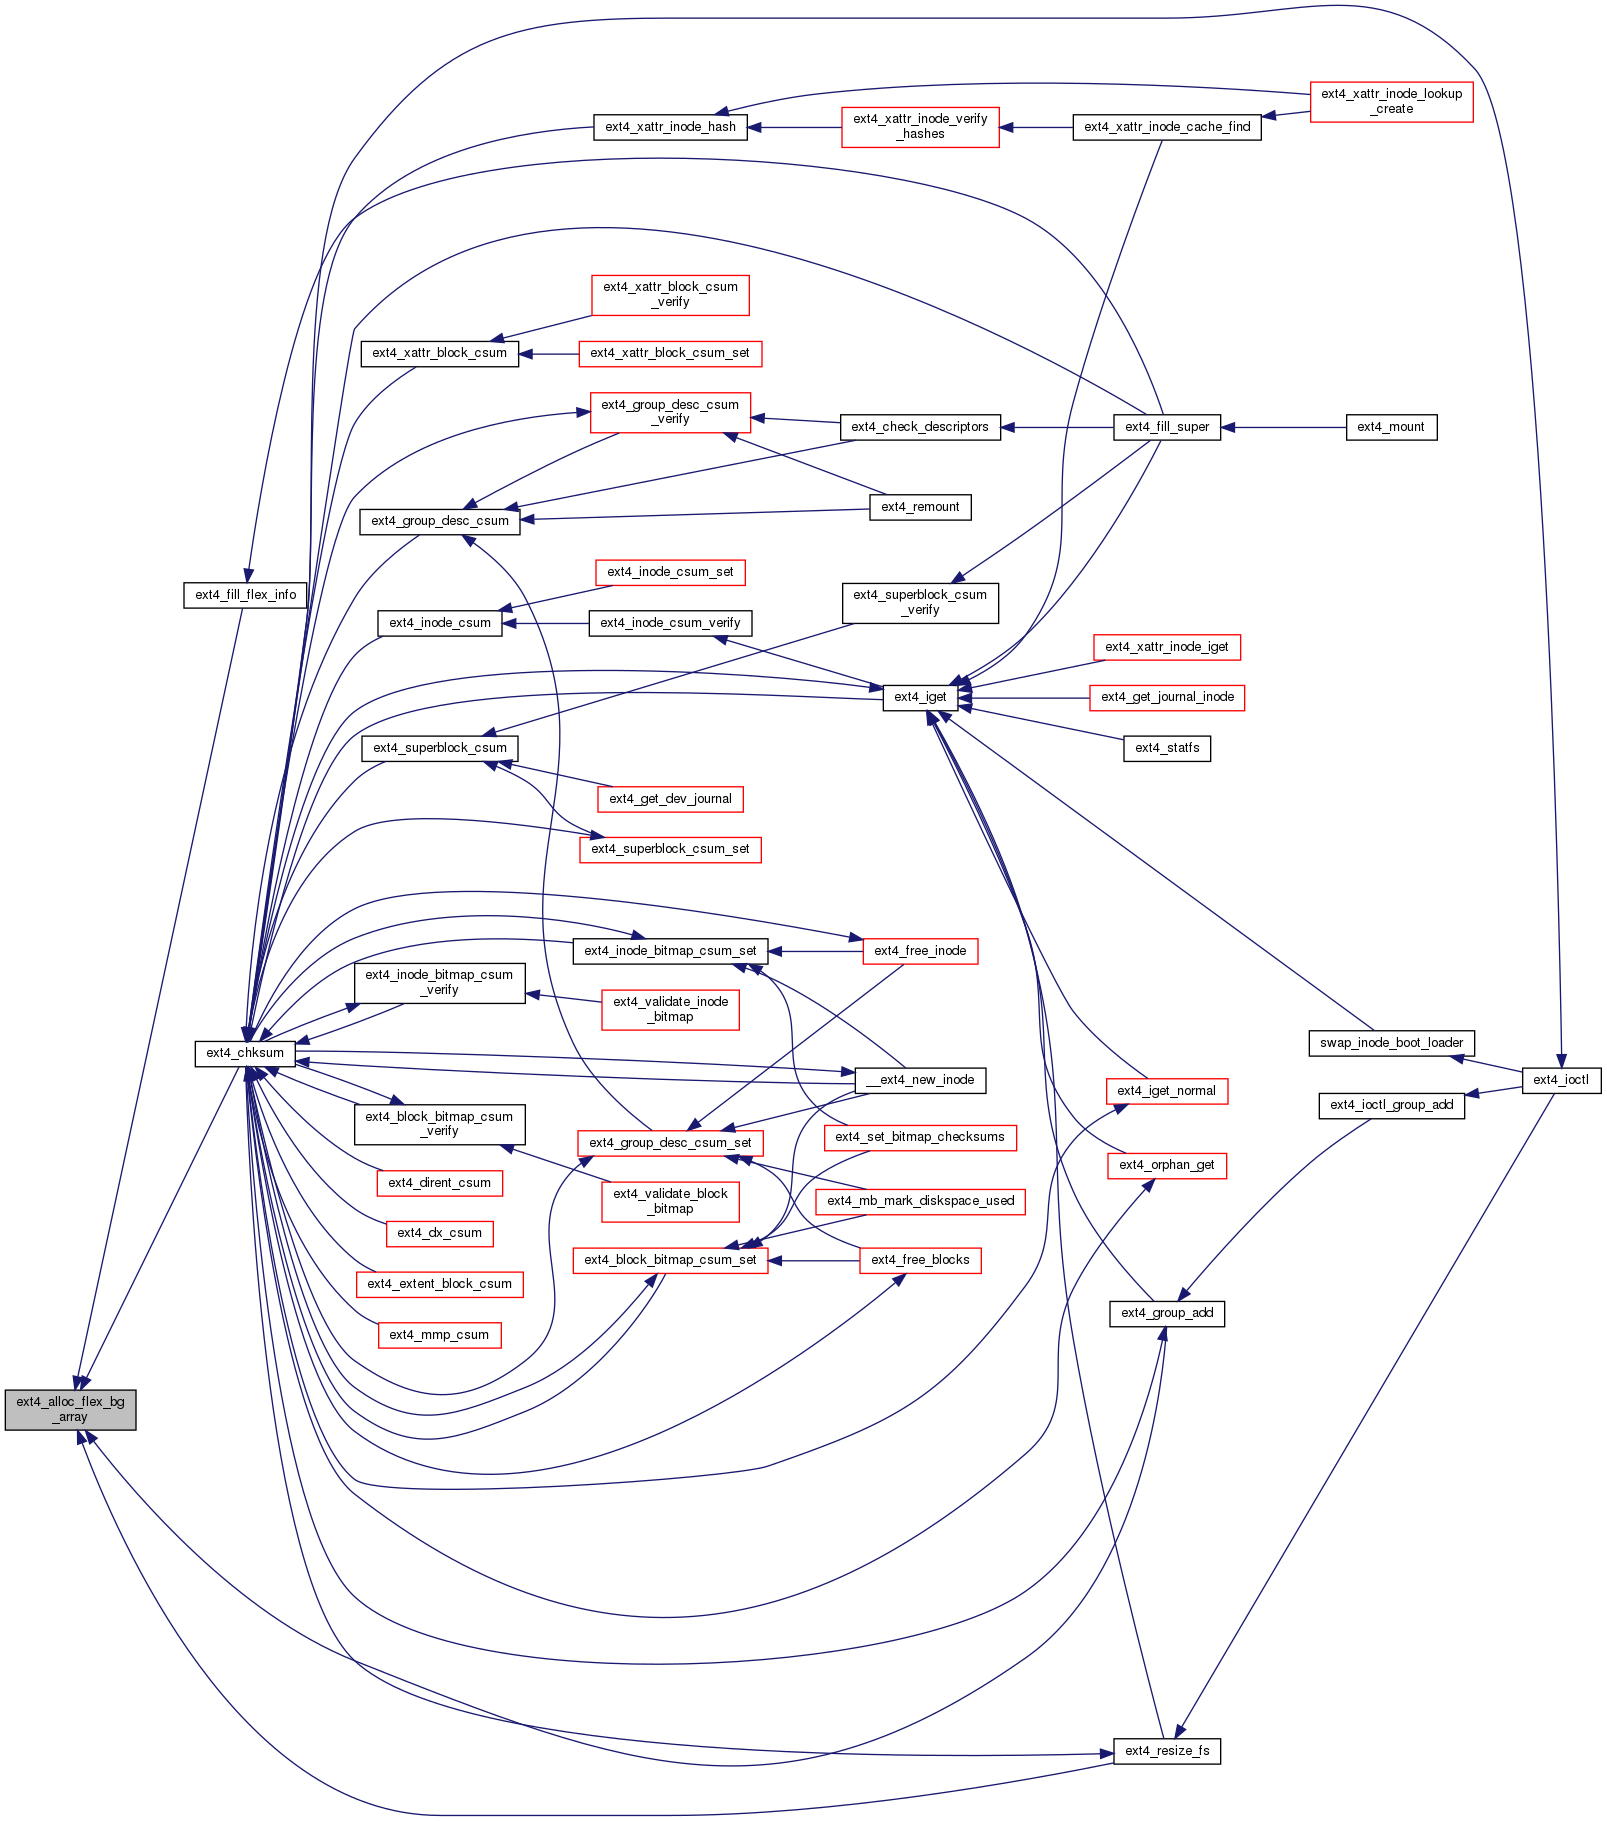 ext4_xattr_inode_lookup
_create
ext4_xattr_inode_hash
ext4_xattr_inode_verify
_hashes
ext4_xattr_inode_cache_find
ext4_xattr_block_csum
_verify
ext4_xattr_block_csum
ext4_xattr_block_csum_set
ext4_group_desc_csum
_verify
ext4_check_descriptors
ext4_fill_super
ext4_mount
ext4_remount
ext4_group_desc_csum
ext4_inode_csum_set
ext4_fill_flex_info
ext4_superblock_csum
_verify
ext4_inode_csum
ext4_inode_csum_verify
ext4_xattr_inode_iget
ext4_iget
ext4_get_journal_inode
ext4_superblock_csum
ext4_statfs
ext4_get_dev_journal
ext4_superblock_csum_set
ext4_inode_bitmap_csum_set
ext4_free_inode
ext4_inode_bitmap_csum
_verify
ext4_validate_inode
_bitmap
swap_inode_boot_loader
ext4_chksum
__ext4_new_inode
ext4_ioctl
ext4_iget_normal
ext4_ioctl_group_add
ext4_block_bitmap_csum
_verify
ext4_group_desc_csum_set
ext4_set_bitmap_checksums
ext4_orphan_get
ext4_dirent_csum
ext4_validate_block
_bitmap
ext4_mb_mark_diskspace_used
ext4_dx_csum
ext4_block_bitmap_csum_set
ext4_free_blocks
ext4_extent_block_csum
ext4_group_add
ext4_mmp_csum
ext4_alloc_flex_bg
_array
ext4_resize_fs